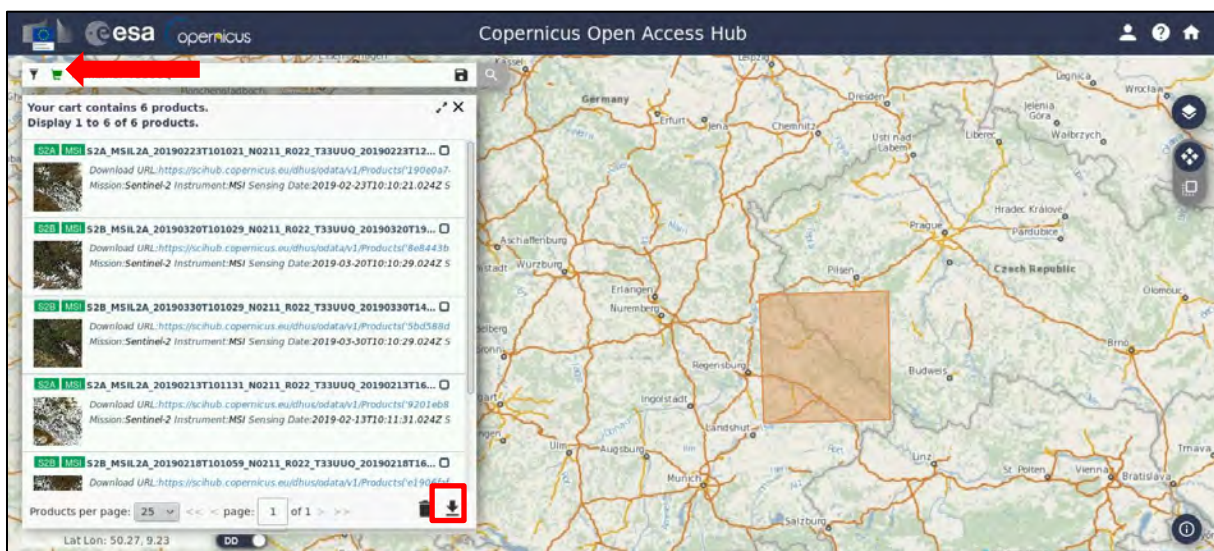 esa opernicus Copernicus Open Access Hub
Your cart contains 6 products.
Display 1 to 6 of 6 products.
S2A MSI S2A_MSIL2A_20190223T101021_N0211_R022_T33UUQ_20190223T12...
Download URL:https://scihub.copernicus.eu/dhus/odata/v1/Products('190e0a7-
Mission:Sentinel-2 Instrument:MSI Sensing Date:2019-02-23T10:10:21.024Z S
S2B MSI S2B_MSIL2A_20190320T101029_N0211_R022_T33UUQ_20190320T19...
Download URL:https://scihub.copernicus.eu/dhus/odata/v1/Products('8e8443b
Mission:Sentinel-2 Instrument:MSI Sensing Date:2019-03-20T10:10:29.024Z S
S2B MSI S2B_MSIL2A_20190330T101029_N0211_R022_T33UUQ_20190330T14...
Download URL:https://scihub.copernicus.eu/dhus/odata/v1/Products('5bd588d
Mission:Sentinel-2 Instrument:MSI Sensing Date:2019-03-30T10:10:29.024Z S
S2A MSI S2A_MSIL2A_20190213T101131_N0211_R022_T33UUQ_20190213T16...
Download URL:https://scihub.copernicus.eu/dhus/odata/v1/Products('9201eb8
Mission:Sentinel-2 Instrument:MSI Sensing Date:2019-02-13T10:11:31.024Z S
S2B MSI S2B_MSIL2A_20190218T101059_N0211_R022_T33UUQ_20190218T16...
Download URL:https://scihub.copernicus.eu/dhus/odata/v1/Products('e1906faf
Products per page: 25 << < page: 1 of 1 > >>
Lat Lon: 50.27, 9.23 DD
Kassel
Leipzig
Germany
Dresden
Legnica
Wrocław
Erfurt
Jena
Chemnitz
Jelenia
Góra
Usti nad
Labem
Liberec
Wałbrzych
Hradec Králové
Prague
Pardubice
Aschaffenburg
Würzburg
Pilsen
Czech Republic
Erlangen
Olomouc
Nuremberg
Brno
Regensburg
Budweis
Ingolstadt
Landshut
Ulm
Augsburg
Linz
St Polten
Vienna
Bratislava
Trnava
Munich
Salzburg